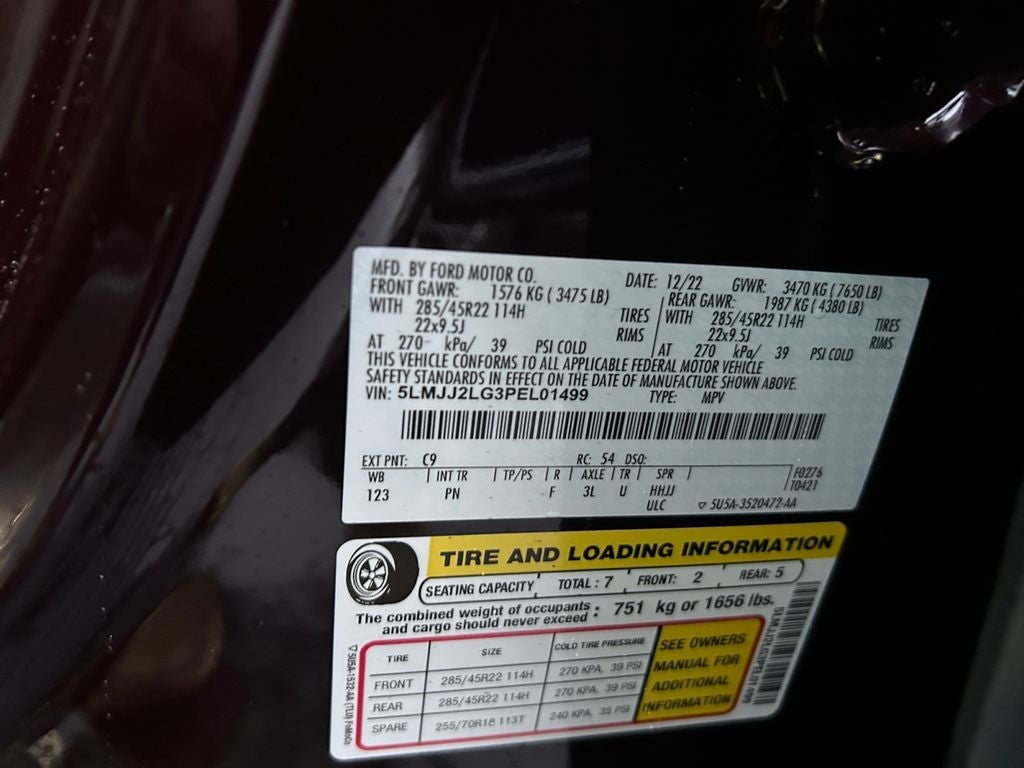 MFD. BY FORD MOTOR CO.
DATE: 12/22 GVWR: 3470 KG ( 7650 LB)
FRONT GAWR: 1576 KG ( 3475 LB) REAR GAWR: 1987 KG ( 4380 LB)
WITH 285/45R22 114H TIRES WITH 285/45R22 114H TIRES
22x9.5J RIMS 22x9.5J RIMS
AT 270 kPa/ 39 PSI COLD AT 270 kPa/ 39 PSI COLD
THIS VEHICLE CONFORMS TO ALL APPLICABLE FEDERAL MOTOR VEHICLE
SAFETY STANDARDS IN EFFECT ON THE DATE OF MANUFACTURE SHOWN ABOVE.
VIN: 5LMJJ2LG3PEL01499 TYPE: MPV
EXT PNT: C9 RC: 54 DSO:
WB INT TR TP/PS R AXLE TR SPR F0276
123 PN F 3L U HHJJ T0421
ULC 5U5A-3520472-AA
TIRE AND LOADING INFORMATION
SEATING CAPACITY TOTAL : 7 FRONT: 2 REAR: 5
The combined weight of occupants : 751 kg or 1656 lbs.
and cargo should never exceed
TIRE SIZE COLD TIRE PRESSURE
FRONT 285/45R22 114H 270 KPA, 39 PSI
REAR 285/45R22 114H 270 KPA, 39 PSI
SPARE 255/70R18 113T 240 KPA, 35 PSI
SEE OWNERS
MANUAL FOR
ADDITIONAL
INFORMATION
5U5A-1532-AA (TLU) FoMoCo
5LMJJ2LG3PEL01499